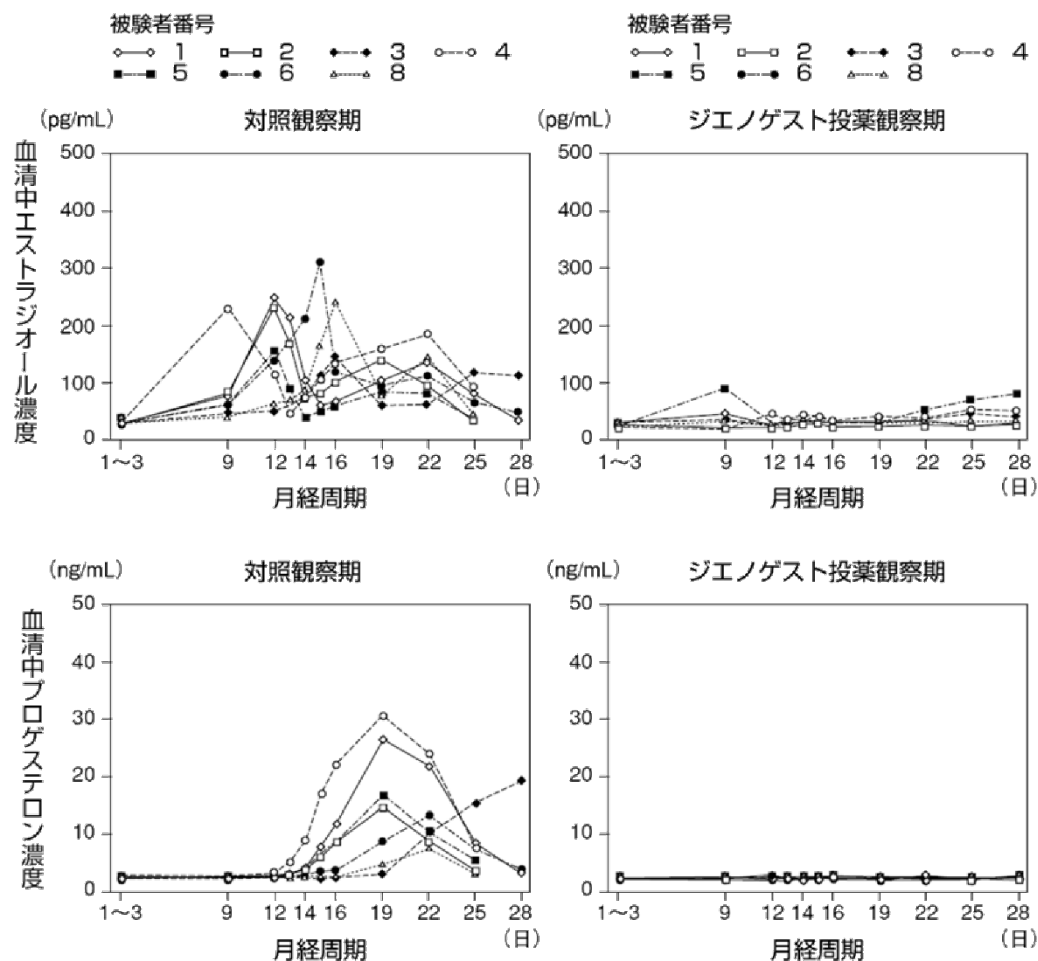 被験者番号
1 2 3 4
5 6 8
被験者番号
1 2 3 4
5 6 8
(pg/mL) 対照観察期
血清中エストラジオール濃度
500
400
300
200
100
0
1〜3 9 12 14 16 19 22 25 28
(日)
月経周期
(pg/mL) ジエノゲスト投薬観察期
500
400
300
200
100
0
1〜3 9 12 14 16 19 22 25 28
(日)
月経周期
(ng/mL) 対照観察期
血清中プロゲステロン濃度
50
40
30
20
10
0
1〜3 9 12 14 16 19 22 25 28
(日)
月経周期
(ng/mL) ジエノゲスト投薬観察期
50
40
30
20
10
0
1〜3 9 12 14 16 19 22 25 28
(日)
月経周期